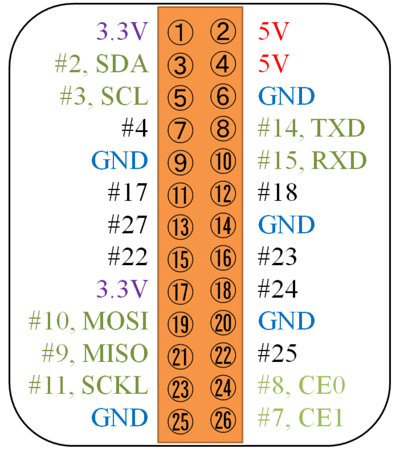 3.3V ① ② 5V
#2, SDA ③ ④ 5V
#3, SCL ⑤ ⑥ GND
#4 ⑦ ⑧ #14, TXD
GND ⑨ ⑩ #15, RXD
#17 ⑪ ⑫ #18
#27 ⑬ ⑭ GND
#22 ⑮ ⑯ #23
3.3V ⑰ ⑱ #24
#10, MOSI ⑲ ⑳ GND
#9, MISO ㉑ ㉒ #25
#11, SCKL ㉓ ㉔ #8, CE0
GND ㉕ ㉖ #7, CE1